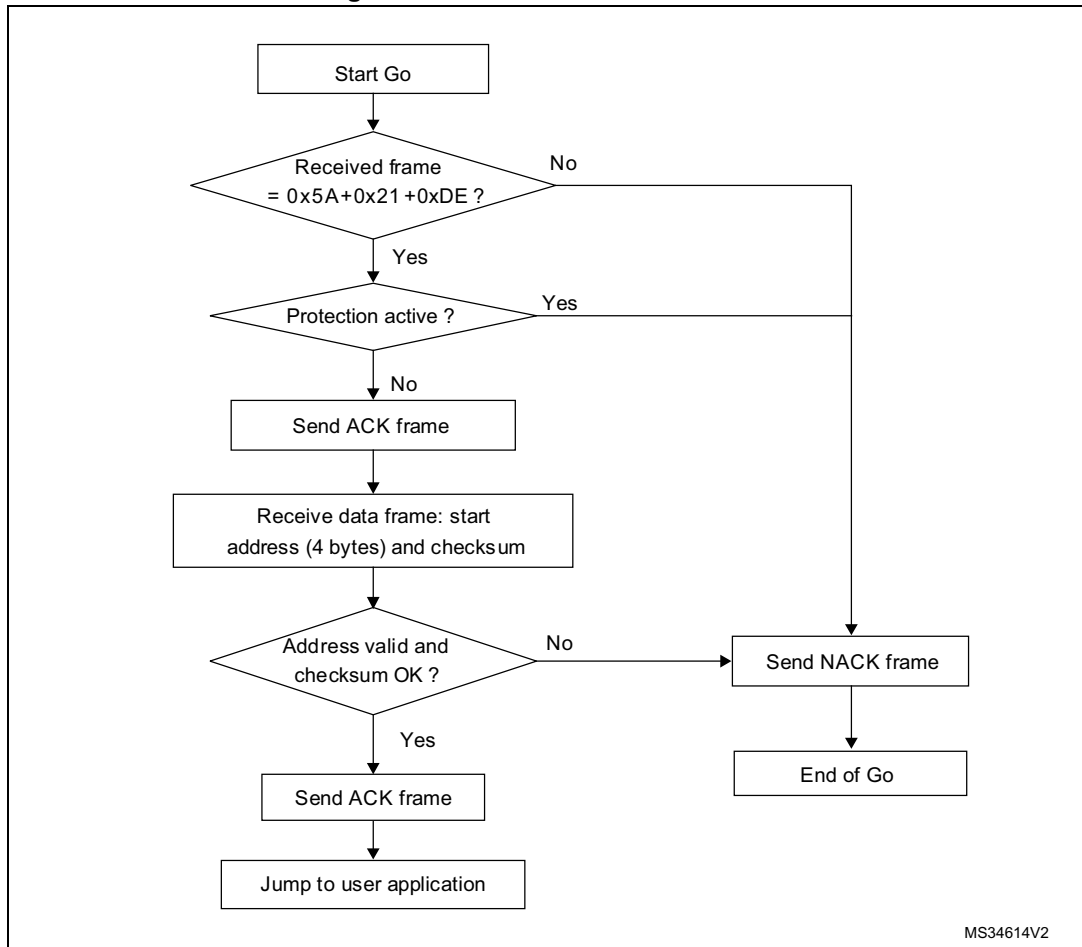 Start Go
Received frame
= 0x5A+0x21 +0xDE ?
No
Yes
Protection active ?
Yes
No
Send ACK frame
Receive data frame: start
address (4 bytes) and checksum
Address valid and
checksum OK ?
No
Send NACK frame
Yes
End of Go
Send ACK frame
Jump to user application
MS34614V2